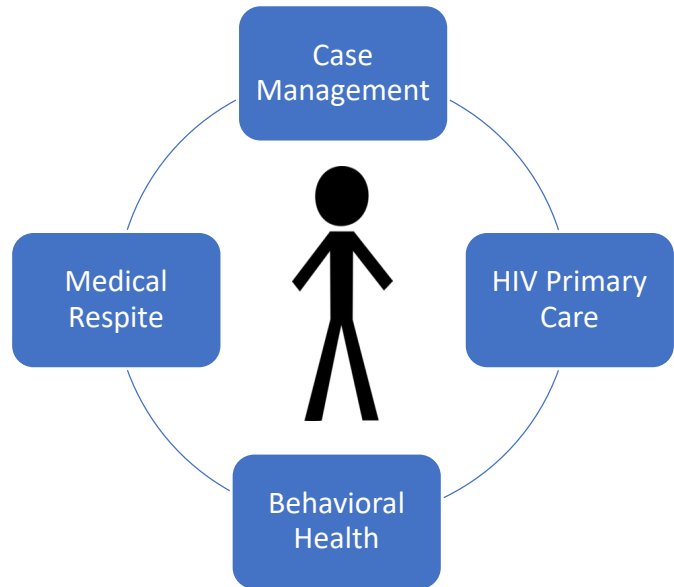 Case
Management
Medical
Respite
HIV Primary
Care
Behavioral
Health